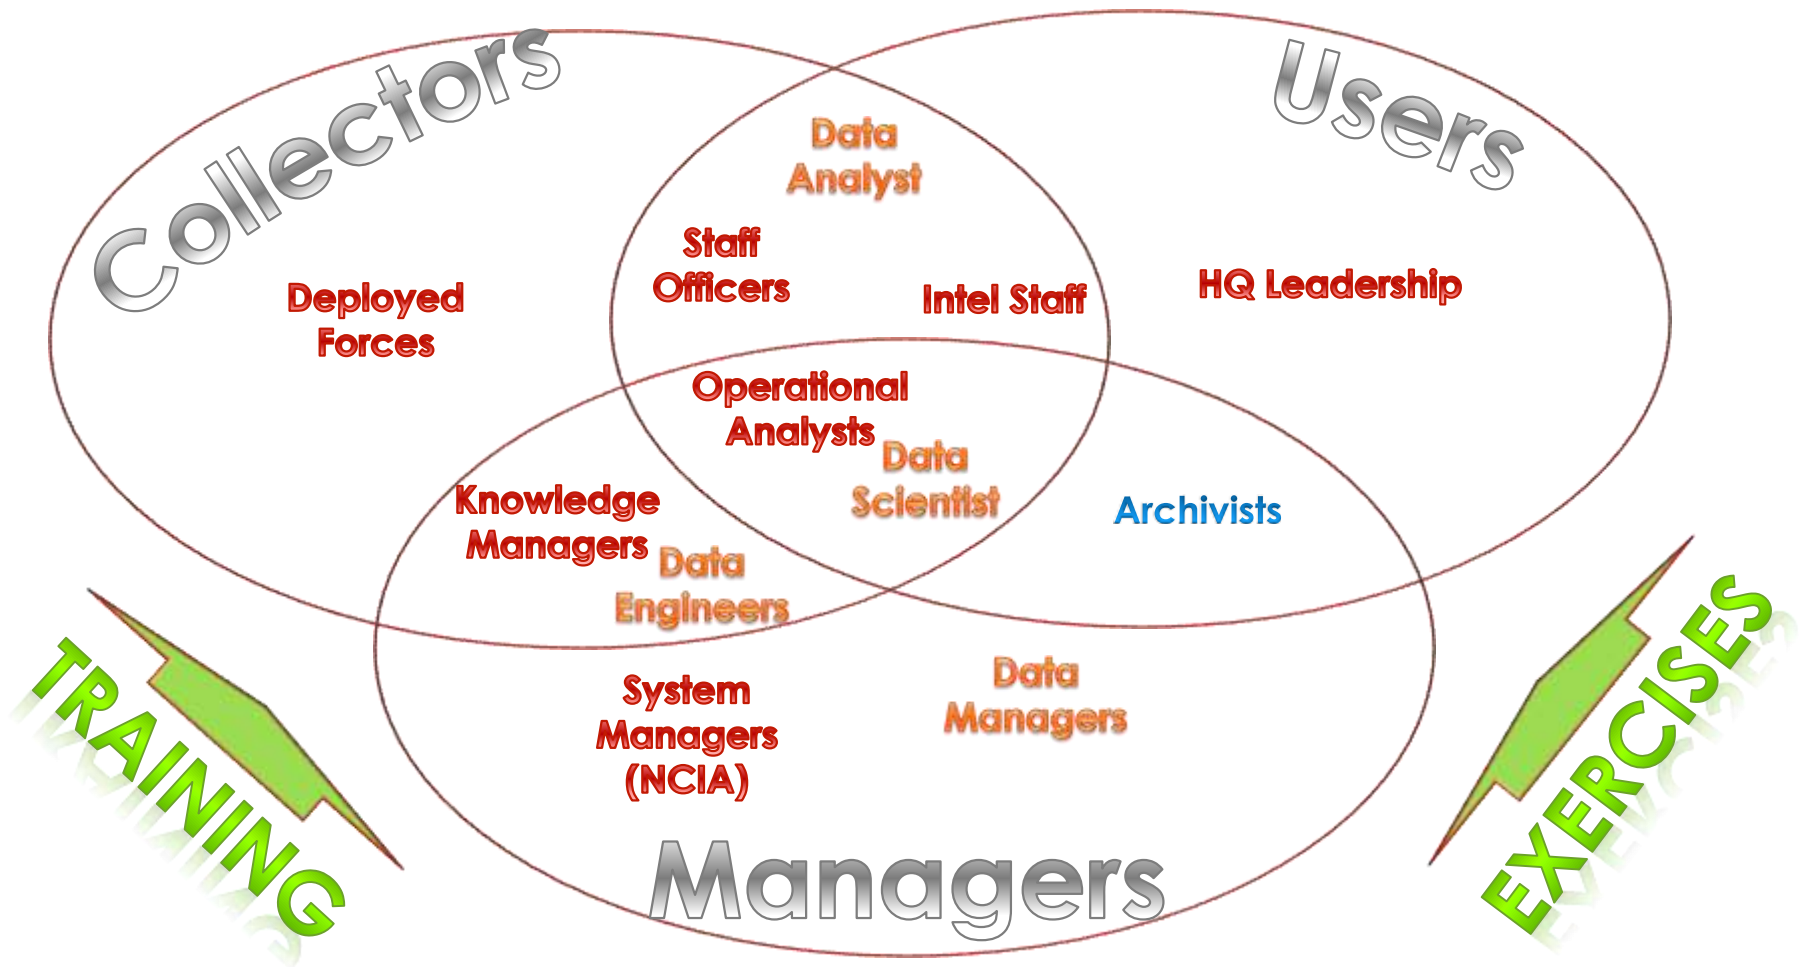 Collectors
Users
Data
Analyst
Staff
Officers
Intel Staff
HQ Leadership
Deployed
Forces
Operational
Analysts
Data
Scientist
Knowledge
Managers
Data
Engineers
Archivists
System
Managers
(NCIA)
Data
Managers
Managers
TRAINING
EXERCISES